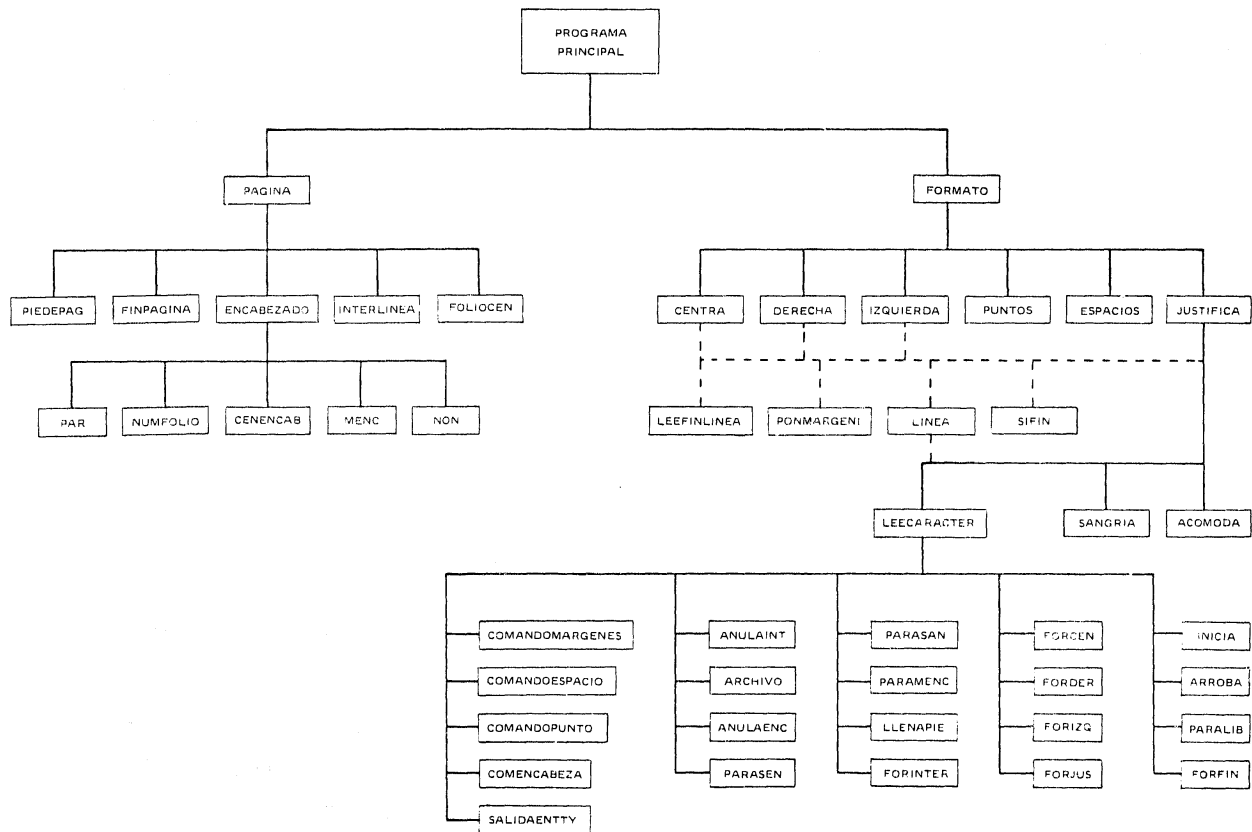 PROGRAMA
PRINCIPAL
PAGINA
FORMATO
PIEDEPAG
FINPAGINA
ENCABEZADO
INTERLINEA
FOLIOCEN
CENTRA
DERECHA
IZQUIERDA
PUNTOS
ESPACIOS
JUSTIFICA
PAR
NUMFOLIO
CENENCAB
MENC
NON
LEEFINLINEA
PONMARGENI
LINEA
SIFIN
LEECARACTER
SANGRIA
ACOMODA
COMANDOMARGENES
ANULAINT
PARASAN
FORCEN
INICIA
COMANDOESPACIO
ARCHIVO
PARAMENC
FORDER
ARROBA
COMANDOPUNTO
ANULAENC
LLENAPIE
FORIZQ
PARALIB
COMENCABEZA
PARASEN
FORINTER
FORJUS
FORFIN
SALIDAENTTY